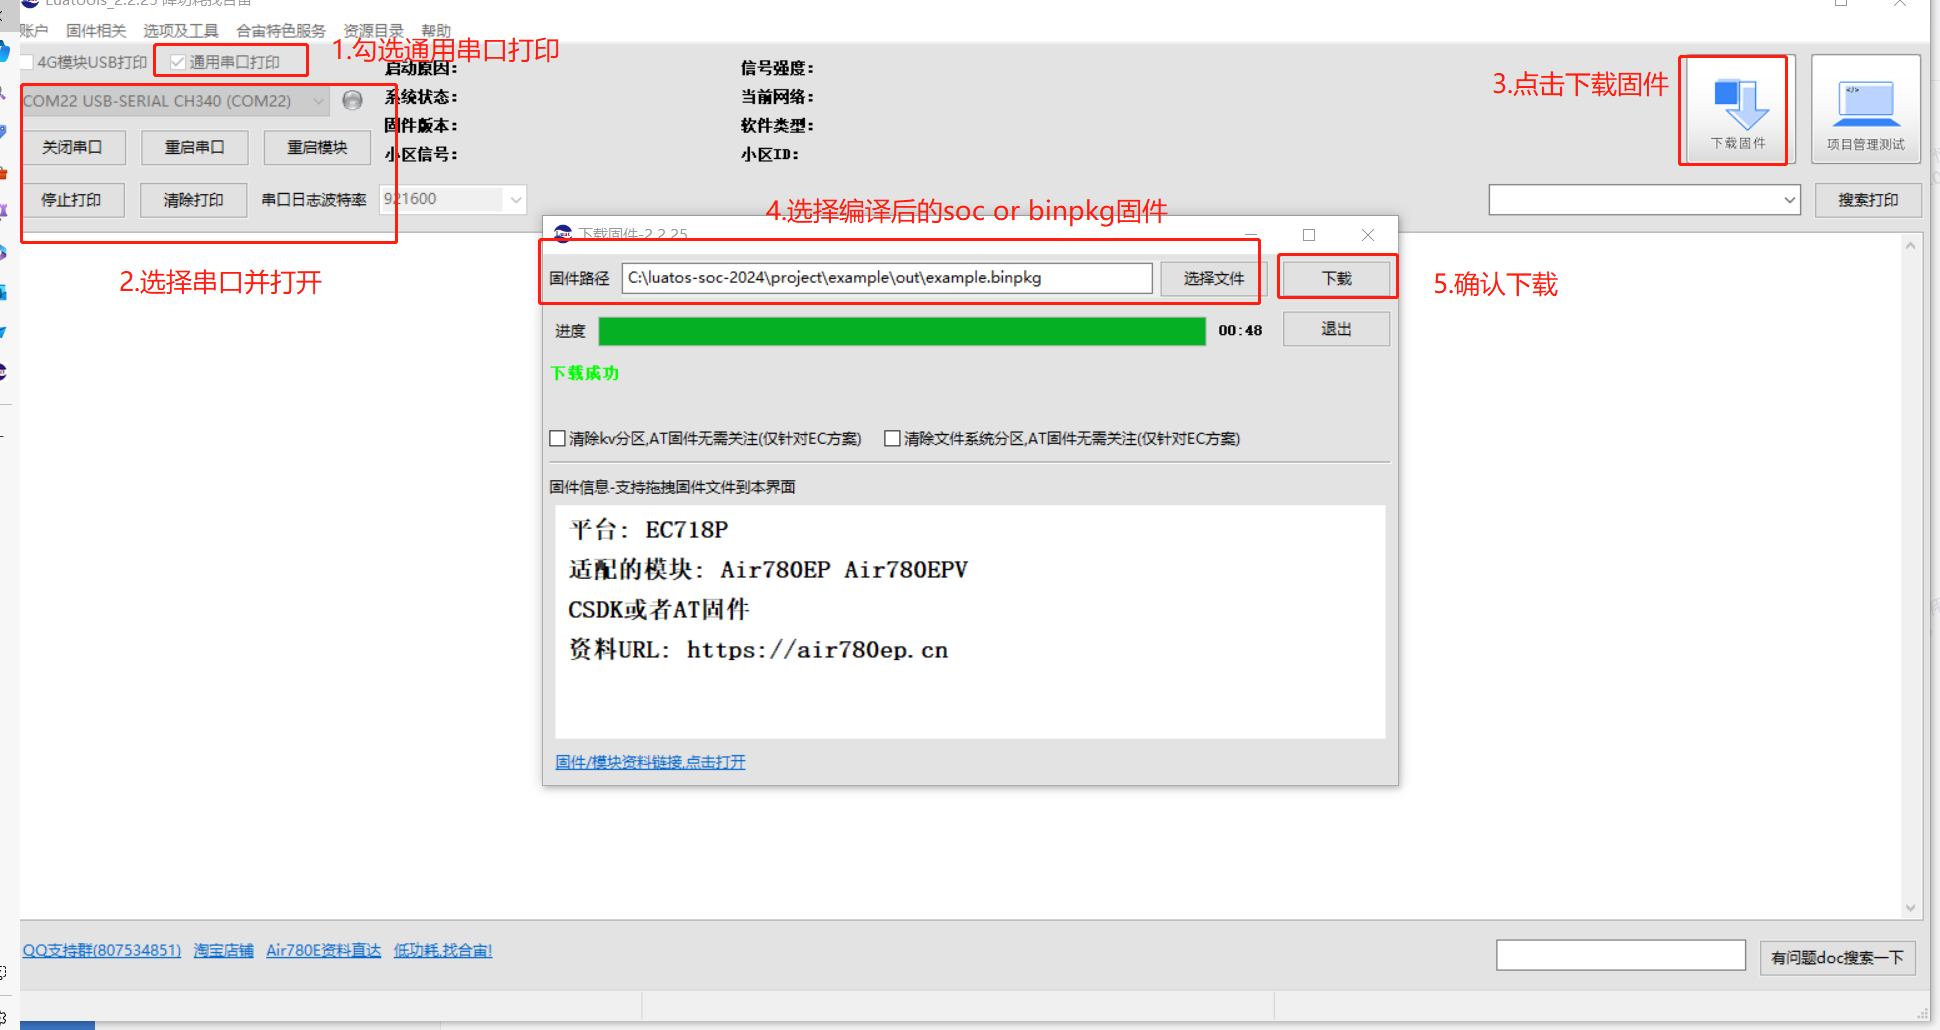 Luatools_2.2.25 降功耗找合宙
账户 固件相关 选项及工具 合宙特色服务 资源目录 帮助
4G模块USB打印 通用串口打印
1.勾选通用串口打印
启动原因: 信号强度:
COM22 USB-SERIAL CH340 (COM22)
系统状态: 当前网络:
固件版本: 软件类型:
小区信号: 小区ID:
关闭串口 重启串口 重启模块
停止打印 清除打印 串口日志波特率 921600
2.选择串口并打开
3.点击下载固件
下载固件 项目管理测试
搜索打印
4.选择编译后的soc or binpkg固件
下载固件-2.2.25
固件路径 C:\luatos-soc-2024\project\example\out\example.binpkg 选择文件 下载
5.确认下载
进度 00:48 退出
下载成功
清除kv分区,AT固件无需关注(仅针对EC方案) 清除文件系统分区,AT固件无需关注(仅针对EC方案)
固件信息-支持拖拽固件文件到本界面
平台: EC718P
适配的模块: Air780EP Air780EPV
CSDK或者AT固件
资料URL: https://air780ep.cn
固件/模块资料链接,点击打开
QQ支持群(807534851) 淘宝店铺 Air780E资料直达 低功耗,找合宙!
有问题doc搜索一下